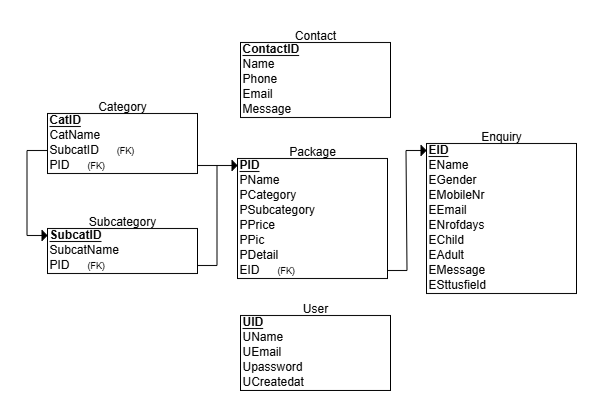 Contact
ContactID
Name
Phone
Email
Message
Category
CatID
CatName
SubcatID (FK)
PID (FK)
Subcategory
SubcatID
SubcatName
PID (FK)
Package
PID
PName
PCategory
PSubcategory
PPrice
PPic
PDetail
EID (FK)
Enquiry
EID
EName
EGender
EMobileNr
EEmail
ENrofdays
EChild
EAdult
EMessage
ESttusfield
User
UID
UName
UEmail
Upassword
UCreatedat